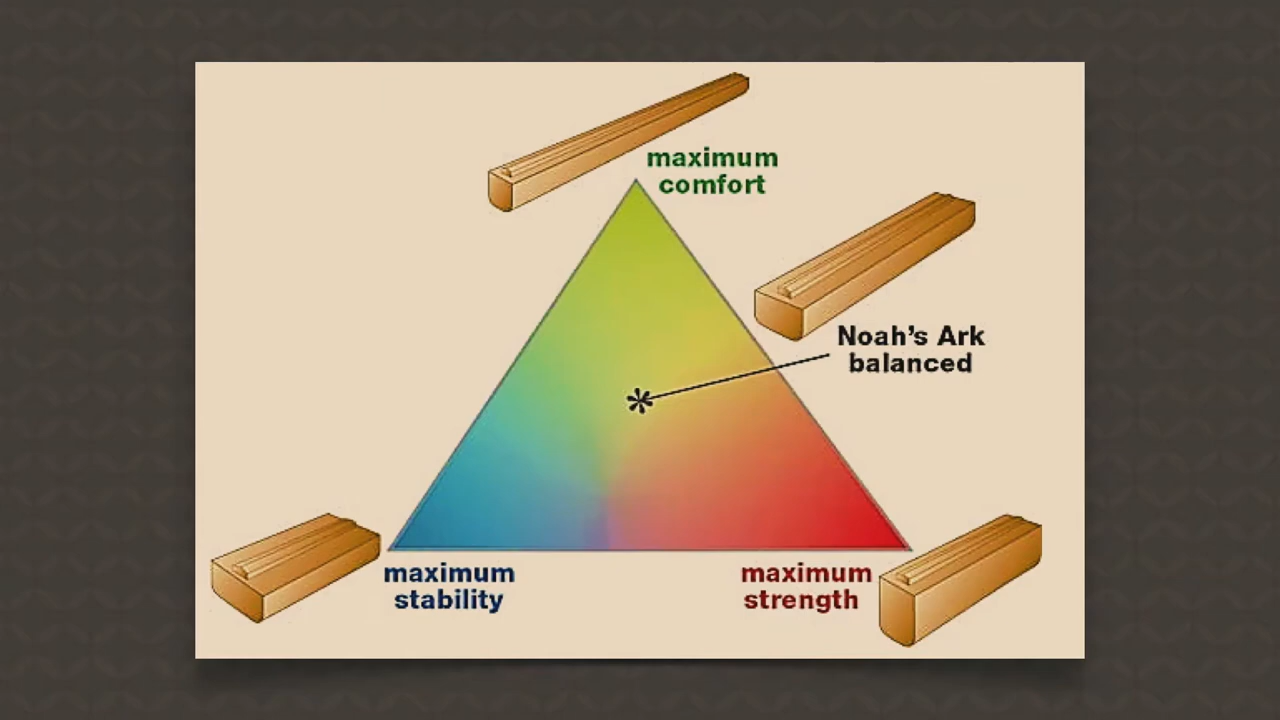 maximum
comfort
Noah's Ark
balanced
maximum
stability
maximum
strength